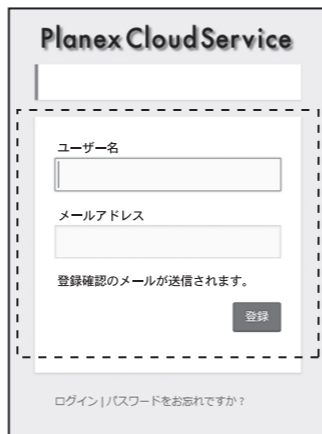 Planex CloudService
ユーザー名
メールアドレス
登録確認のメールが送信されます。
登録
ログイン | パスワードをお忘れですか ?